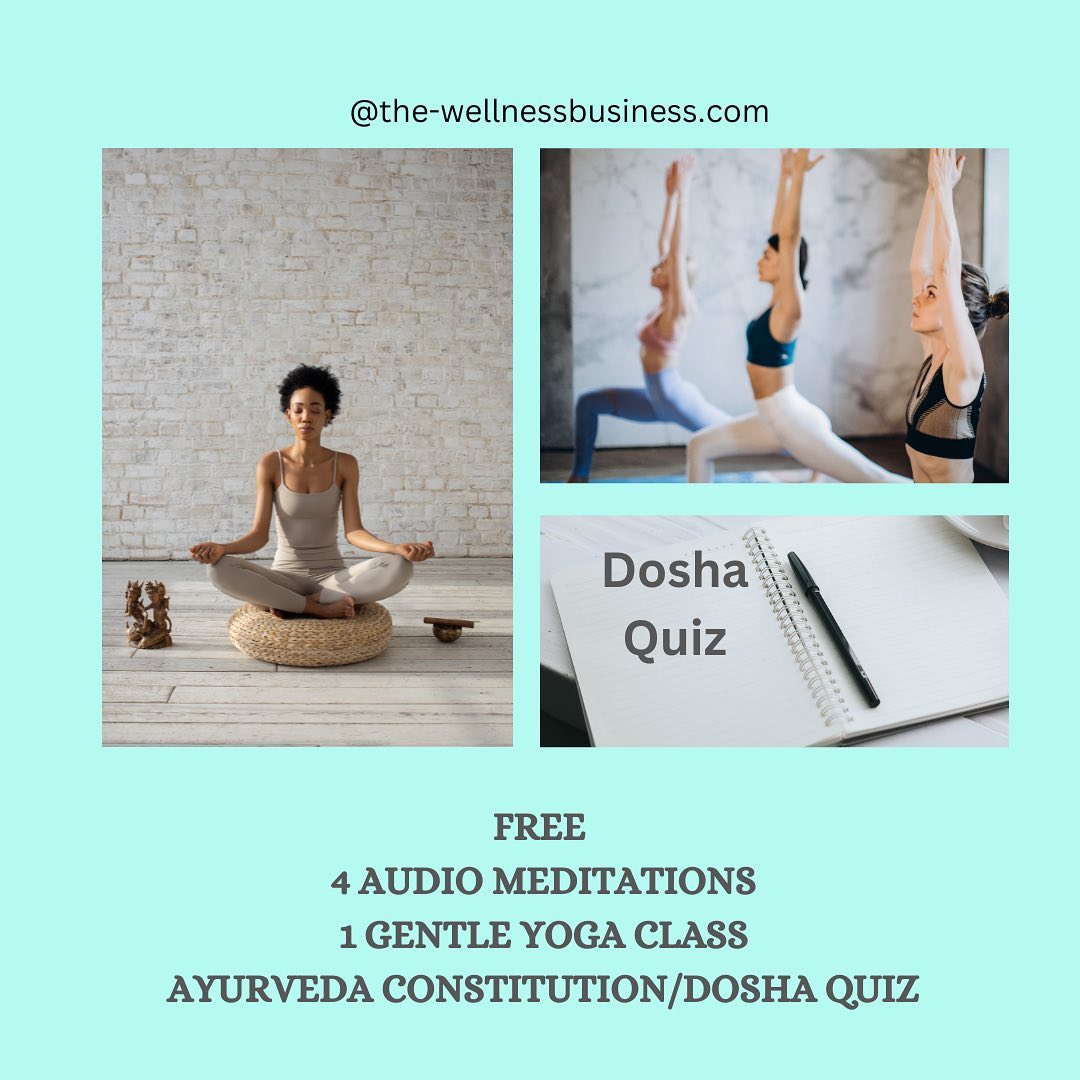 @the-wellnessbusiness.com
Dosha
Quiz
FREE
4 AUDIO MEDITATIONS
1 GENTLE YOGA CLASS
AYURVEDA CONSTITUTION/DOSHA QUIZ